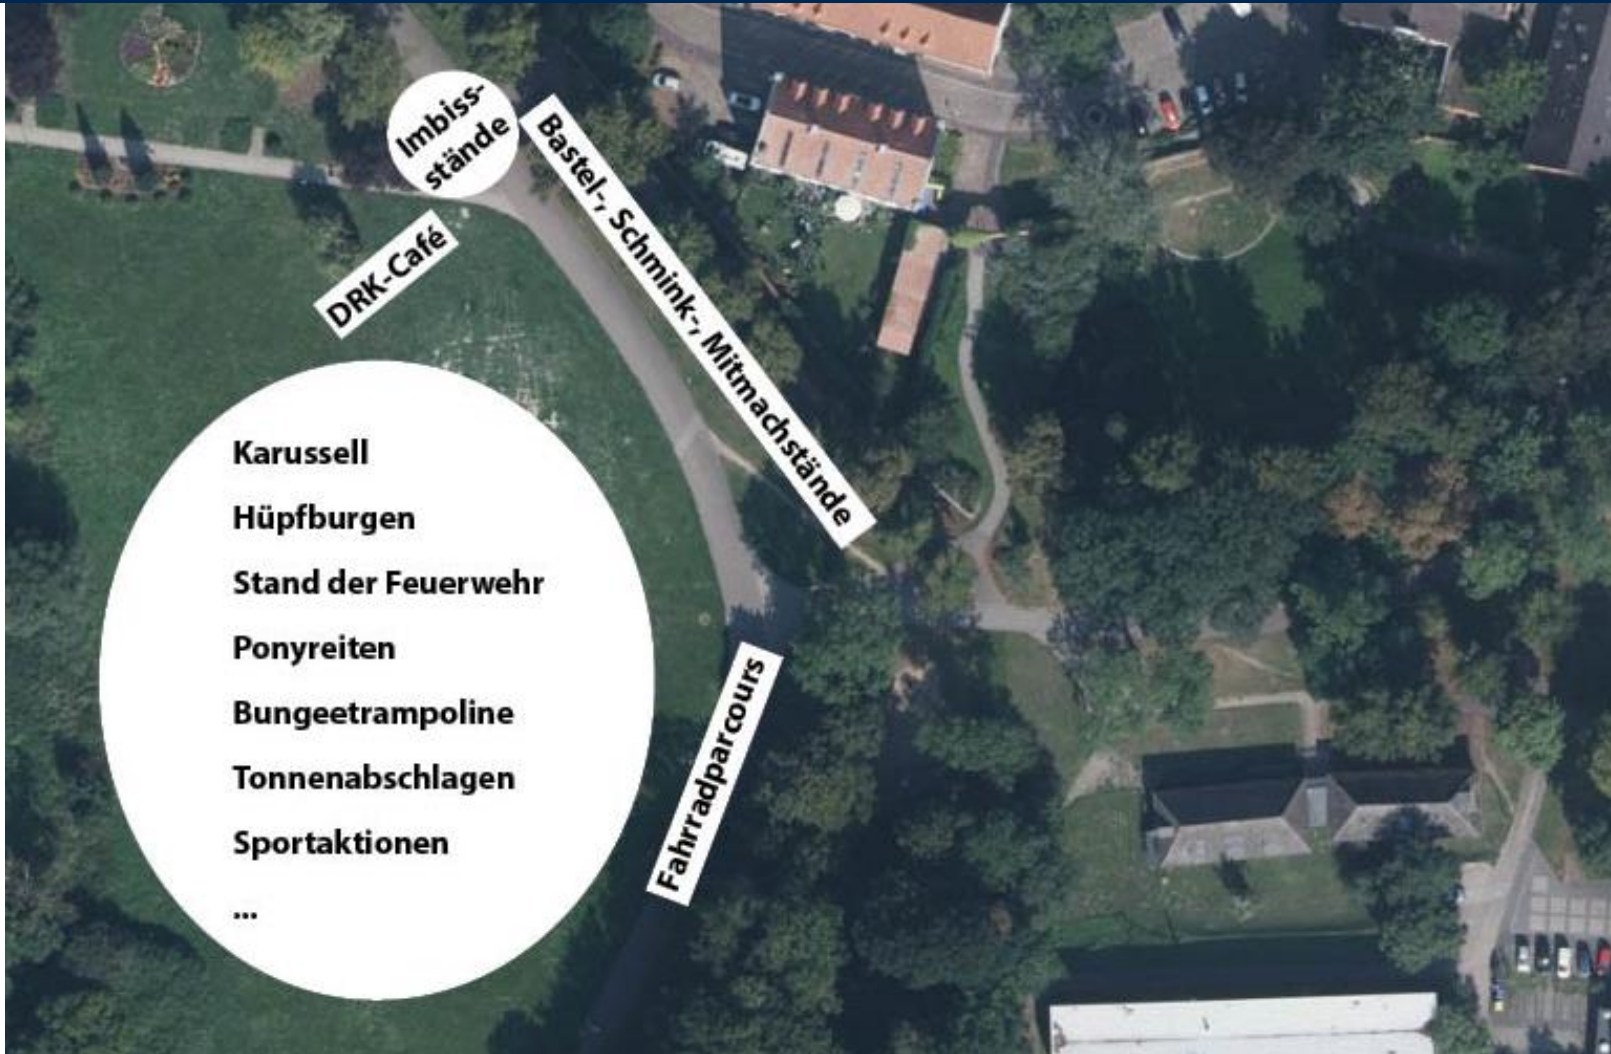 Imbiss-
stände
Bastel-, Schmink-, Mitmachstände
DRK-Café
Karussell
Hüpfburgen
Stand der Feuerwehr
Ponyreiten
Bungeetrampoline
Tonnenabschlagen
Sportaktionen
...
Fahrradparcours